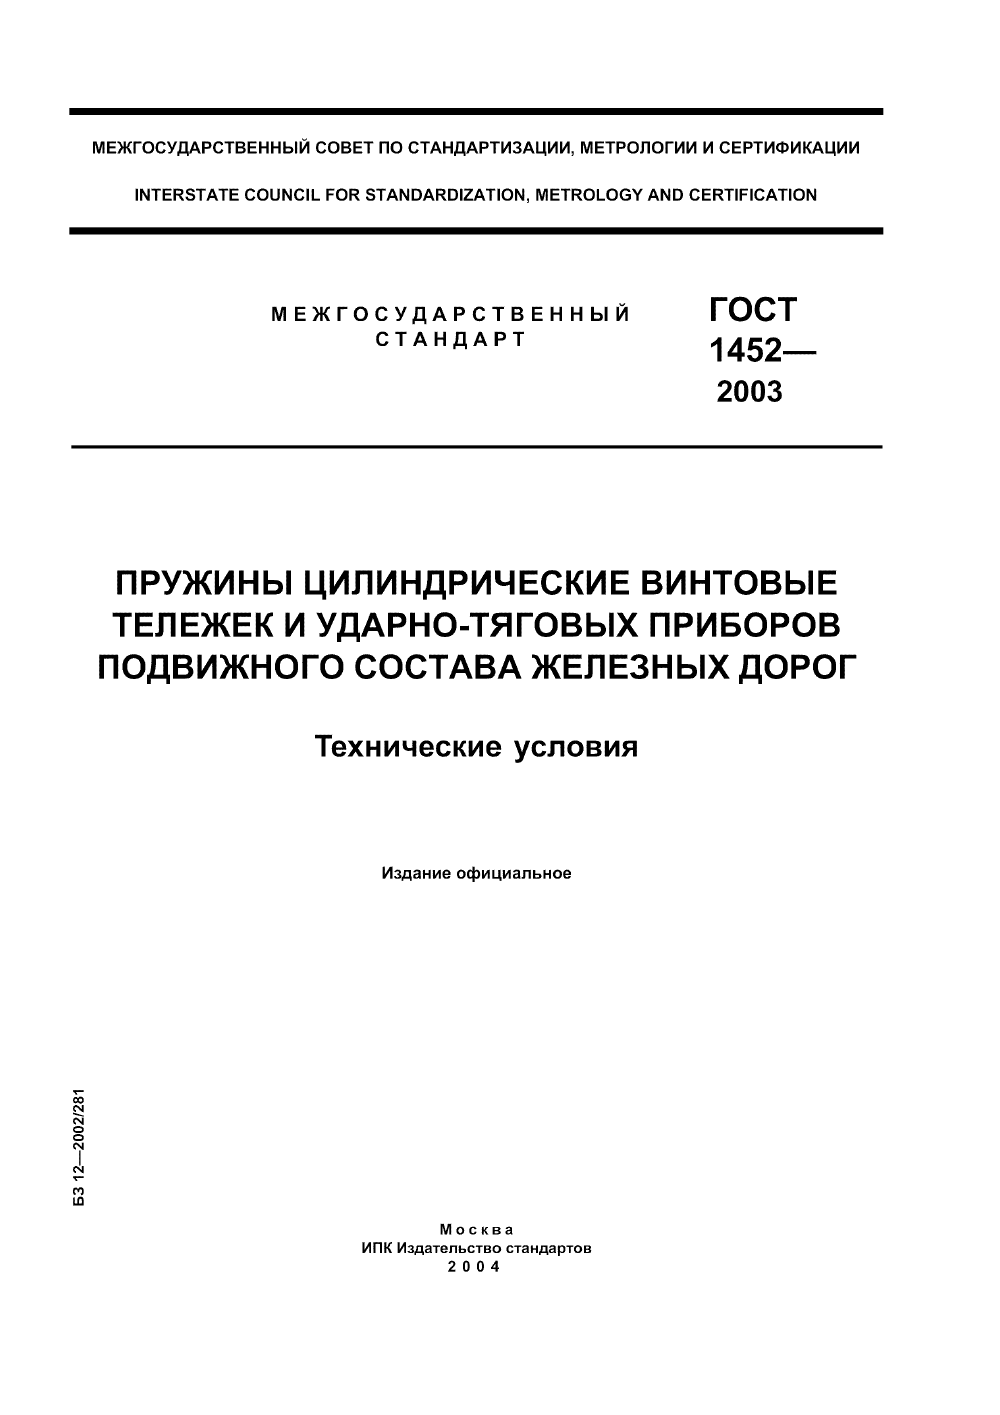 МЕЖГОСУДАРСТВЕННЫЙ СОВЕТ ПО СТАНДАРТИЗАЦИИ, МЕТРОЛОГИИ И СЕРТИФИКАЦИИ
INTERSTATE COUNCIL FOR STANDARDIZATION, METROLOGY AND CERTIFICATION
МЕЖГОСУДАРСТВЕННЫЙ
СТАНДАРТ
ГОСТ
1452—
2003
ПРУЖИНЫ ЦИЛИНДРИЧЕСКИЕ ВИНТОВЫЕ
ТЕЛЕЖЕК И УДАРНО-ТЯГОВЫХ ПРИБОРОВ
ПОДВИЖНОГО СОСТАВА ЖЕЛЕЗНЫХ ДОРОГ
Технические условия
Издание официальное
БЗ 12—2002/281
Москва
ИПК Издательство стандартов
2004